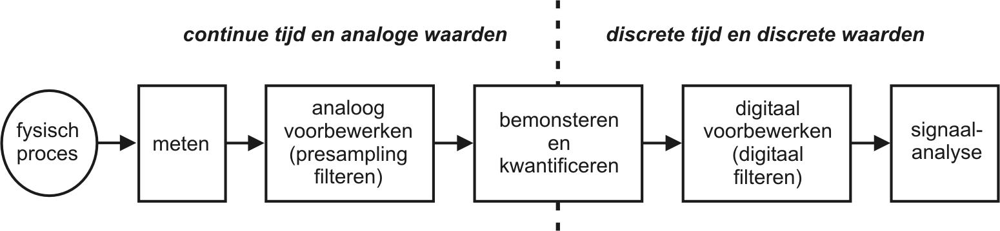 continue tijd en analoge waarden
discrete tijd en discrete waarden
fysisch
proces
meten
analoog
voorbewerken
(presampling
filteren)
bemonsteren
en
kwantificeren
digitaal
voorbewerken
(digitaal
filteren)
signaal-
analyse